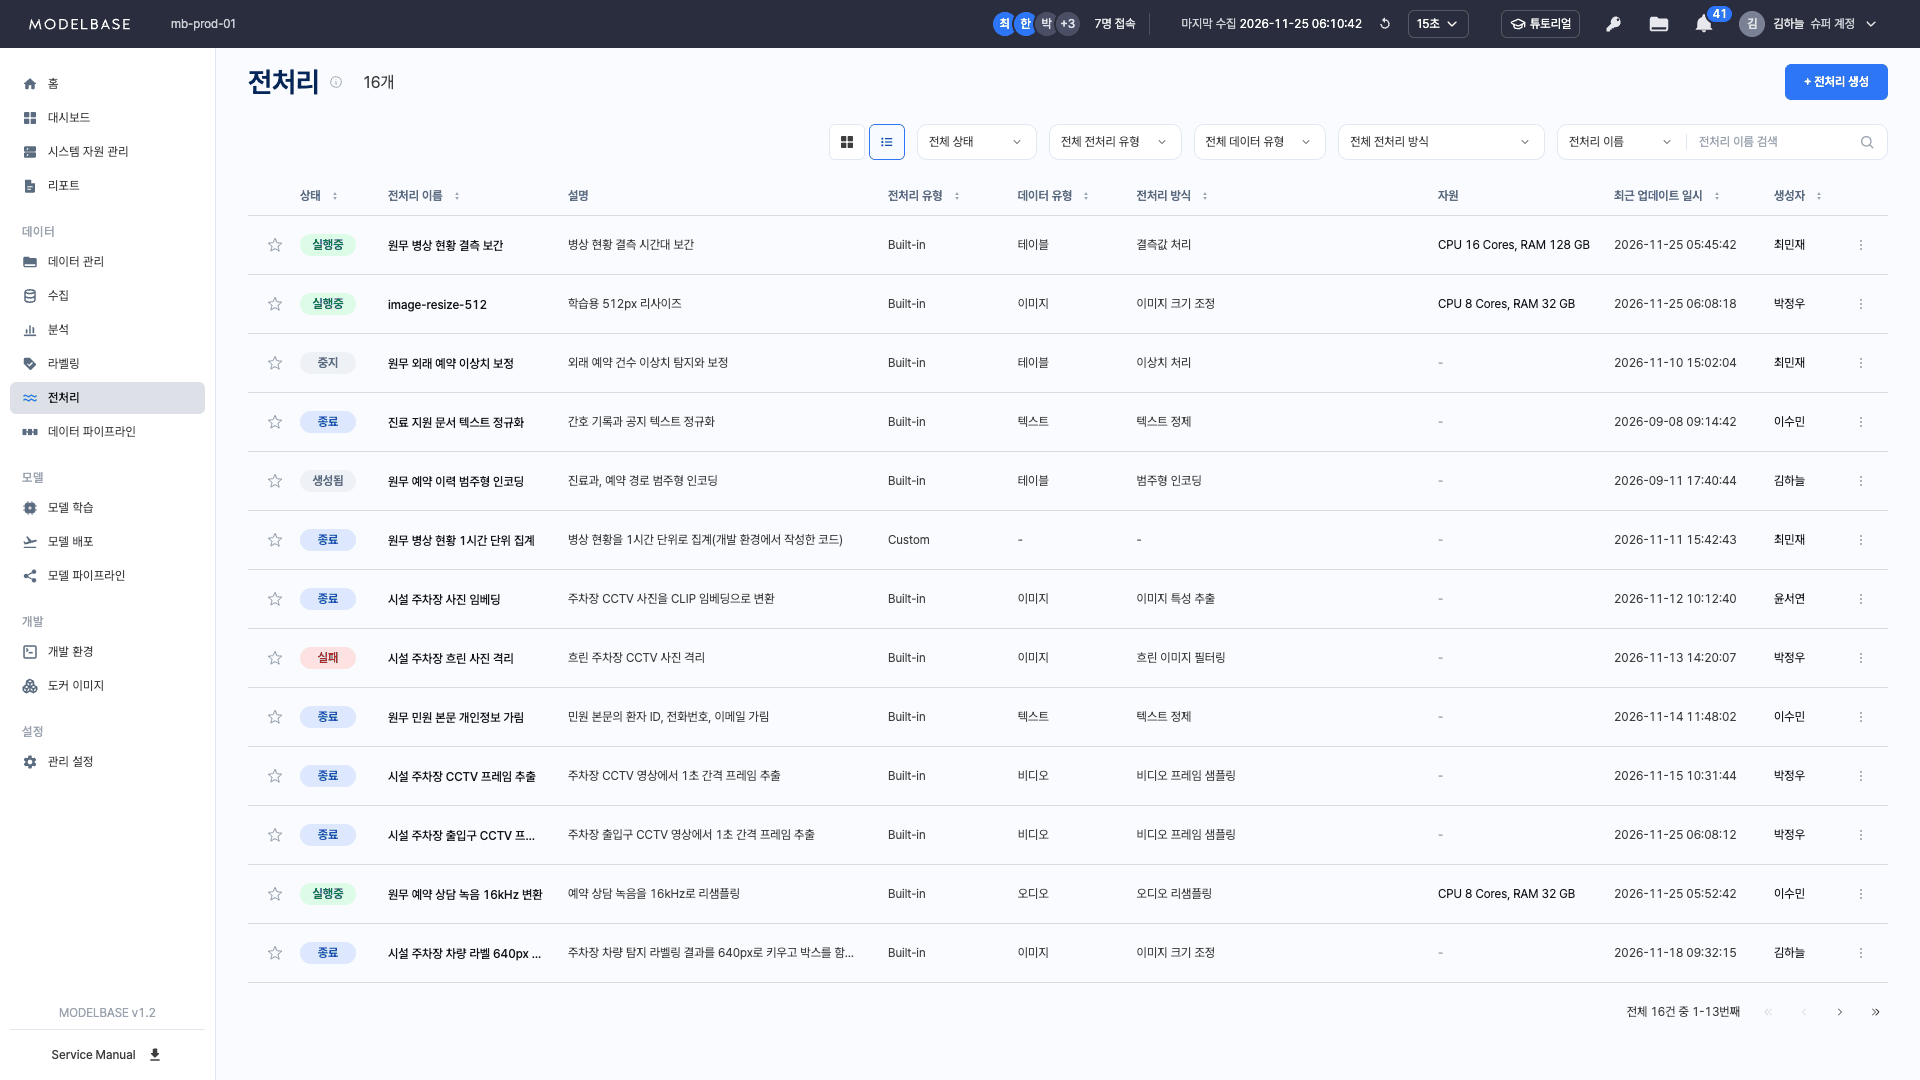 MODELBASE
mb-prod-01
최 한 박 +3 7명 접속
마지막 수집 2026-11-25 06:10:42
15초
튜토리얼
41
김 김하늘 슈퍼 계정
홈
대시보드
시스템 자원 관리
리포트
데이터
데이터 관리
수집
분석
라벨링
전처리
데이터 파이프라인
모델
모델 학습
모델 배포
모델 파이프라인
개발
개발 환경
도커 이미지
설정
관리 설정
MODELBASE v1.2
Service Manual
전처리 16개
+ 전처리 생성
전체 상태 전체 전처리 유형 전체 데이터 유형 전체 전처리 방식 전처리 이름 전처리 이름 검색
상태 전처리 이름 설명 전처리 유형 데이터 유형 전처리 방식 자원 최근 업데이트 일시 생성자
실행중 원무 병상 현황 결측 보간 병상 현황 결측 시간대 보간 Built-in 테이블 결측값 처리 CPU 16 Cores, RAM 128 GB 2026-11-25 05:45:42 최민재
실행중 image-resize-512 학습용 512px 리사이즈 Built-in 이미지 이미지 크기 조정 CPU 8 Cores, RAM 32 GB 2026-11-25 06:08:18 박정우
중지 원무 외래 예약 이상치 보정 외래 예약 건수 이상치 탐지와 보정 Built-in 테이블 이상치 처리 - 2026-11-10 15:02:04 최민재
종료 진료 지원 문서 텍스트 정규화 간호 기록과 공지 텍스트 정규화 Built-in 텍스트 텍스트 정제 - 2026-09-08 09:14:42 이수민
생성됨 원무 예약 이력 범주형 인코딩 진료과, 예약 경로 범주형 인코딩 Built-in 테이블 범주형 인코딩 - 2026-09-11 17:40:44 김하늘
종료 원무 병상 현황 1시간 단위 집계 병상 현황을 1시간 단위로 집계(개발 환경에서 작성한 코드) Custom - - - 2026-11-11 15:42:43 최민재
종료 시설 주차장 사진 임베딩 주차장 CCTV 사진을 CLIP 임베딩으로 변환 Built-in 이미지 이미지 특성 추출 - 2026-11-12 10:12:40 윤서연
실패 시설 주차장 흐린 사진 격리 흐린 주차장 CCTV 사진 격리 Built-in 이미지 흐린 이미지 필터링 - 2026-11-13 14:20:07 박정우
종료 원무 민원 본문 개인정보 가림 민원 본문의 환자 ID, 전화번호, 이메일 가림 Built-in 텍스트 텍스트 정제 - 2026-11-14 11:48:02 이수민
종료 시설 주차장 CCTV 프레임 추출 주차장 CCTV 영상에서 1초 간격 프레임 추출 Built-in 비디오 비디오 프레임 샘플링 - 2026-11-15 10:31:44 박정우
종료 시설 주차장 출입구 CCTV 프... 주차장 출입구 CCTV 영상에서 1초 간격 프레임 추출 Built-in 비디오 비디오 프레임 샘플링 - 2026-11-25 06:08:12 박정우
실행중 원무 예약 상담 녹음 16kHz 변환 예약 상담 녹음을 16kHz로 리샘플링 Built-in 오디오 오디오 리샘플링 CPU 8 Cores, RAM 32 GB 2026-11-25 05:52:42 이수민
종료 시설 주차장 차량 라벨 640px ... 주차장 차량 탐지 라벨링 결과를 640px로 키우고 박스를 함... Built-in 이미지 이미지 크기 조정 - 2026-11-18 09:32:15 김하늘
전체 16건 중 1-13번째